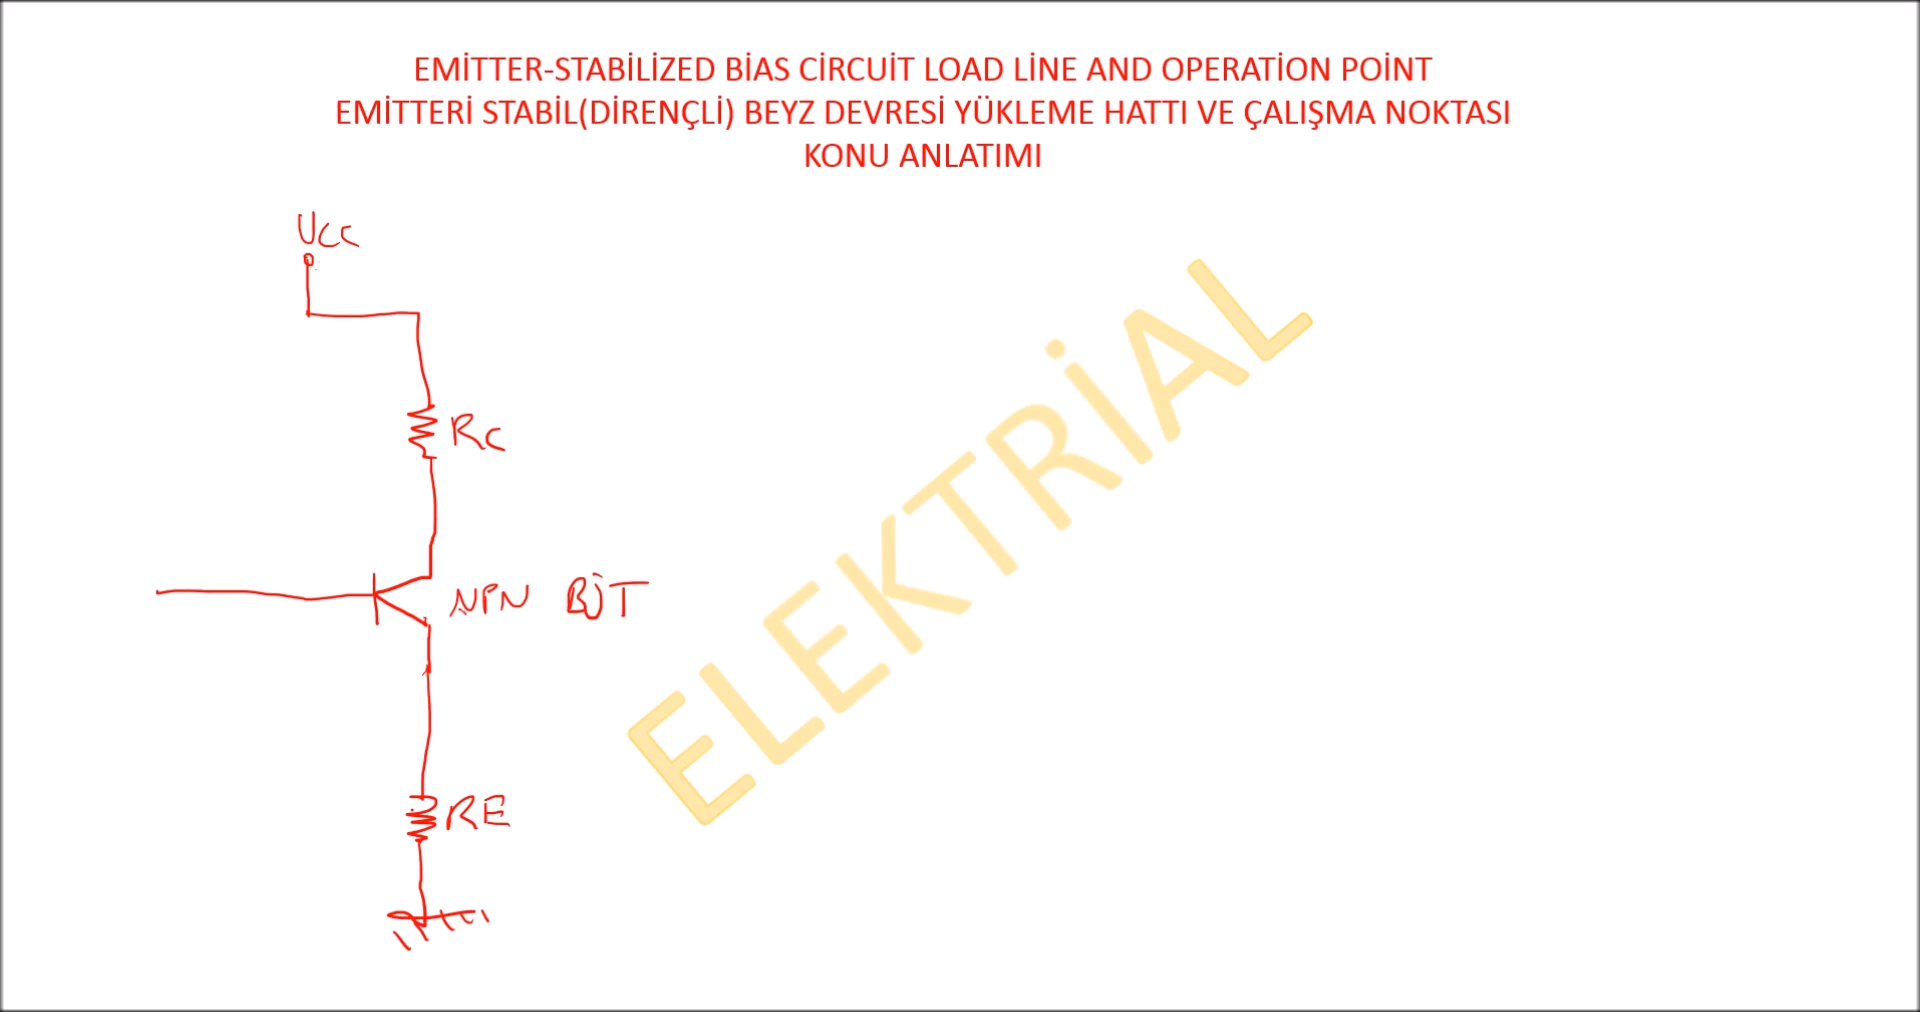 EMİTTER-STABİLİZED BİAS CİRCUİT LOAD LİNE AND OPERATİON POİNT
EMİTTERİ STABİL(DİRENÇLİ) BEYZ DEVRESİ YÜKLEME HATTI VE ÇALIŞMA NOKTASI
KONU ANLATIMI
VCC
RC
NPN BJT
RE
ELEKTRİAL